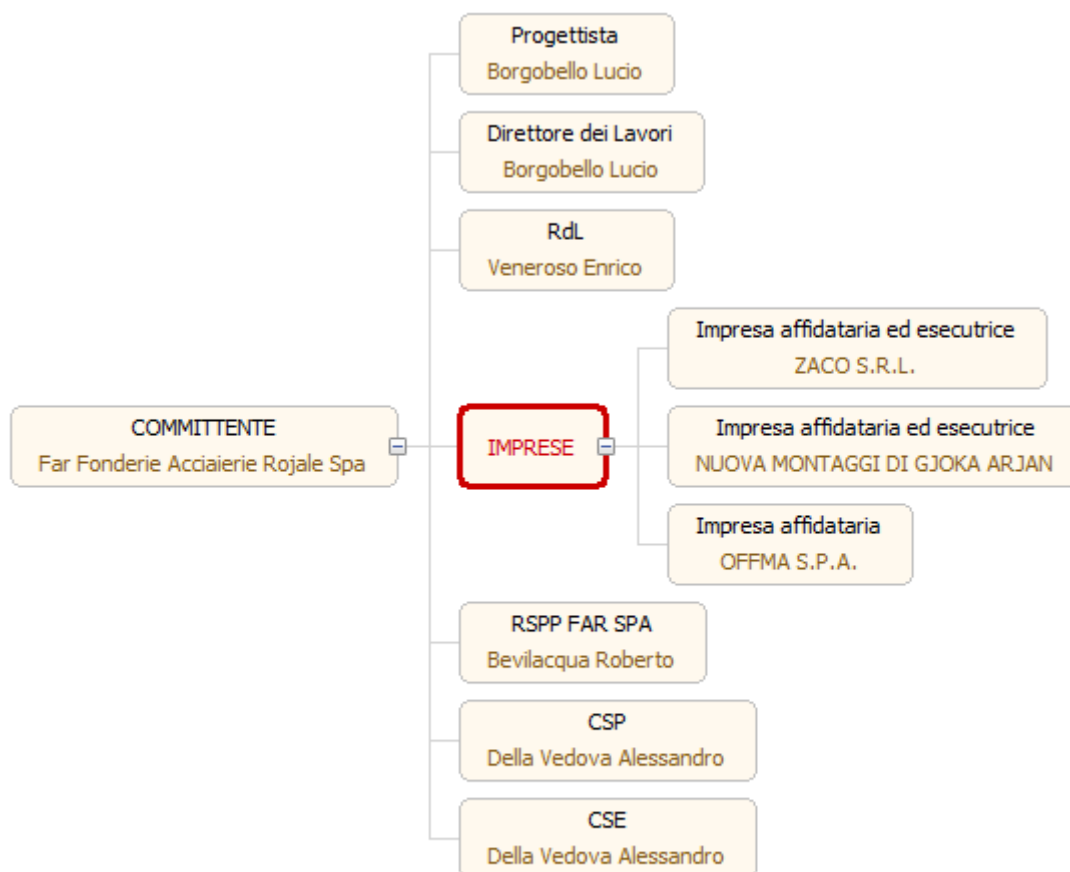 Progettista
Borgobello Lucio
Direttore dei Lavori
Borgobello Lucio
RdL
Veneroso Enrico
COMMITTENTE
Far Fonderie Acciaierie Rojale Spa
IMPRESE
Impresa affidataria ed esecutrice
ZACO S.R.L.
Impresa affidataria ed esecutrice
NUOVA MONTAGGI DI GJOKA ARJAN
Impresa affidataria
OFFMA S.P.A.
RSPP FAR SPA
Bevilacqua Roberto
CSP
Della Vedova Alessandro
CSE
Della Vedova Alessandro